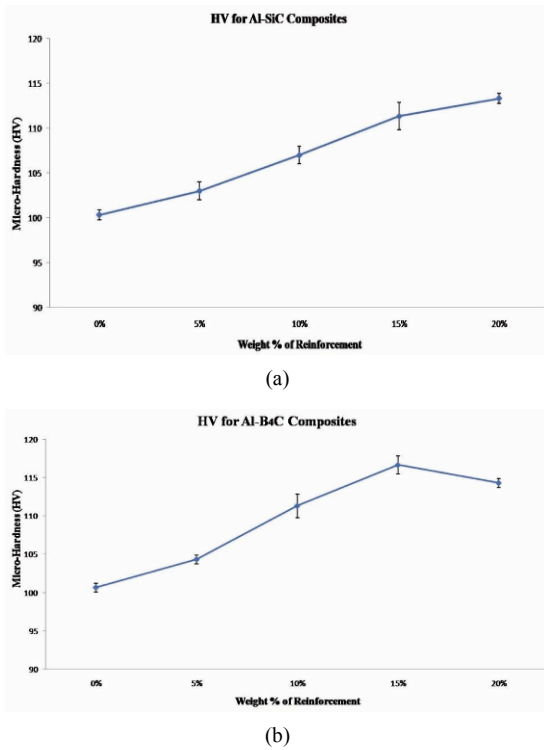 HV for Al-SiC Composites
120
115
110
105
100
95
90
Micro-Hardness (HV)
0% 5% 10% 15% 20%
Weight % of Reinforcement
(a)
HV for Al-B4C Composites
120
115
110
105
100
95
90
Micro-Hardness (HV)
0% 5% 10% 15% 20%
Weight % of Reinforcement
(b)